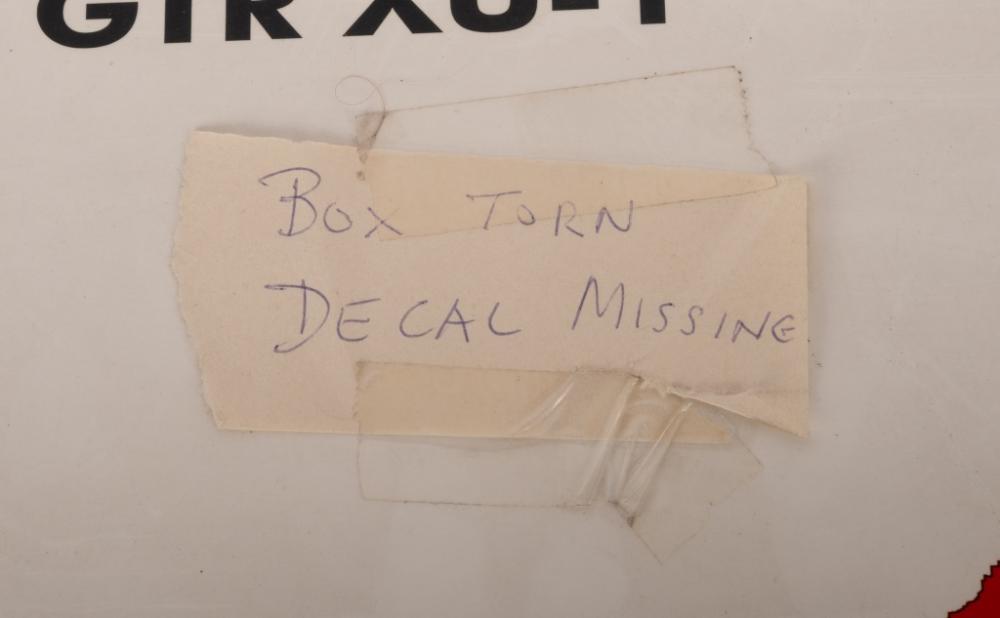 GTR XU-1
BOX TORN
DECAL MISSING